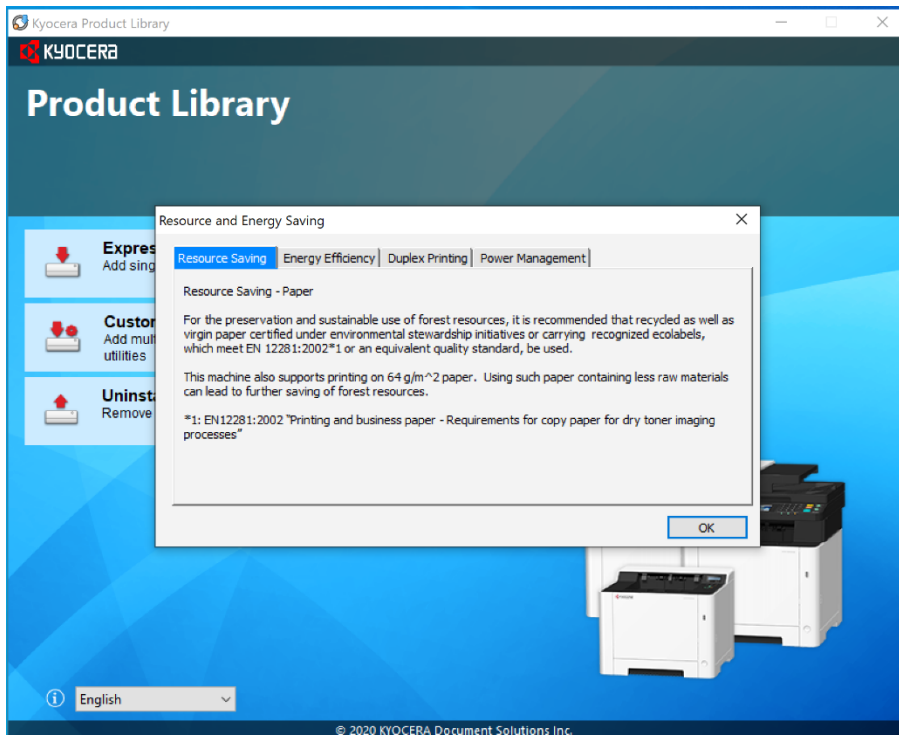 Kyocera Product Library
KYOCERA
Product Library
Resource and Energy Saving
Resource Saving
Energy Efficiency
Duplex Printing
Power Management
Resource Saving - Paper
For the preservation and sustainable use of forest resources, it is recommended that recycled as well as
virgin paper certified under environmental stewardship initiatives or carrying recognized ecolabels,
which meet EN 12281:2002*1 or an equivalent quality standard, be used.
This machine also supports printing on 64 g/m^2 paper. Using such paper containing less raw materials
can lead to further saving of forest resources.
*1: EN12281:2002 "Printing and business paper - Requirements for copy paper for dry toner imaging
processes"
OK
Expres
Add sing
Custor
Add mult
utilities
Uninsta
Remove
English
© 2020 KYOCERA Document Solutions Inc.